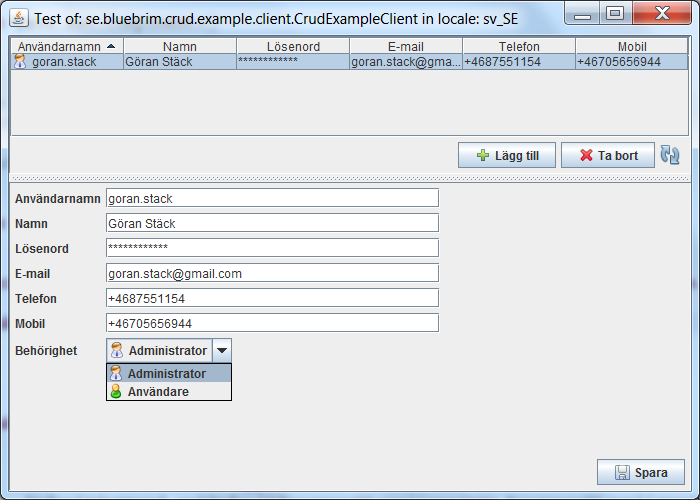 Test of: se.bluebrim.crud.example.client.CrudExampleClient in locale: sv_SE
Användarnamn Namn Lösenord E-mail Telefon Mobil
goran.stack Göran Stäck ************ goran.stack@gma... +4687551154 +46705656944
Lägg till Ta bort
Användarnamn goran.stack
Namn Göran Stäck
Lösenord ************
E-mail goran.stack@gmail.com
Telefon +4687551154
Mobil +46705656944
Behörighet Administrator
Administrator
Användare
Spara